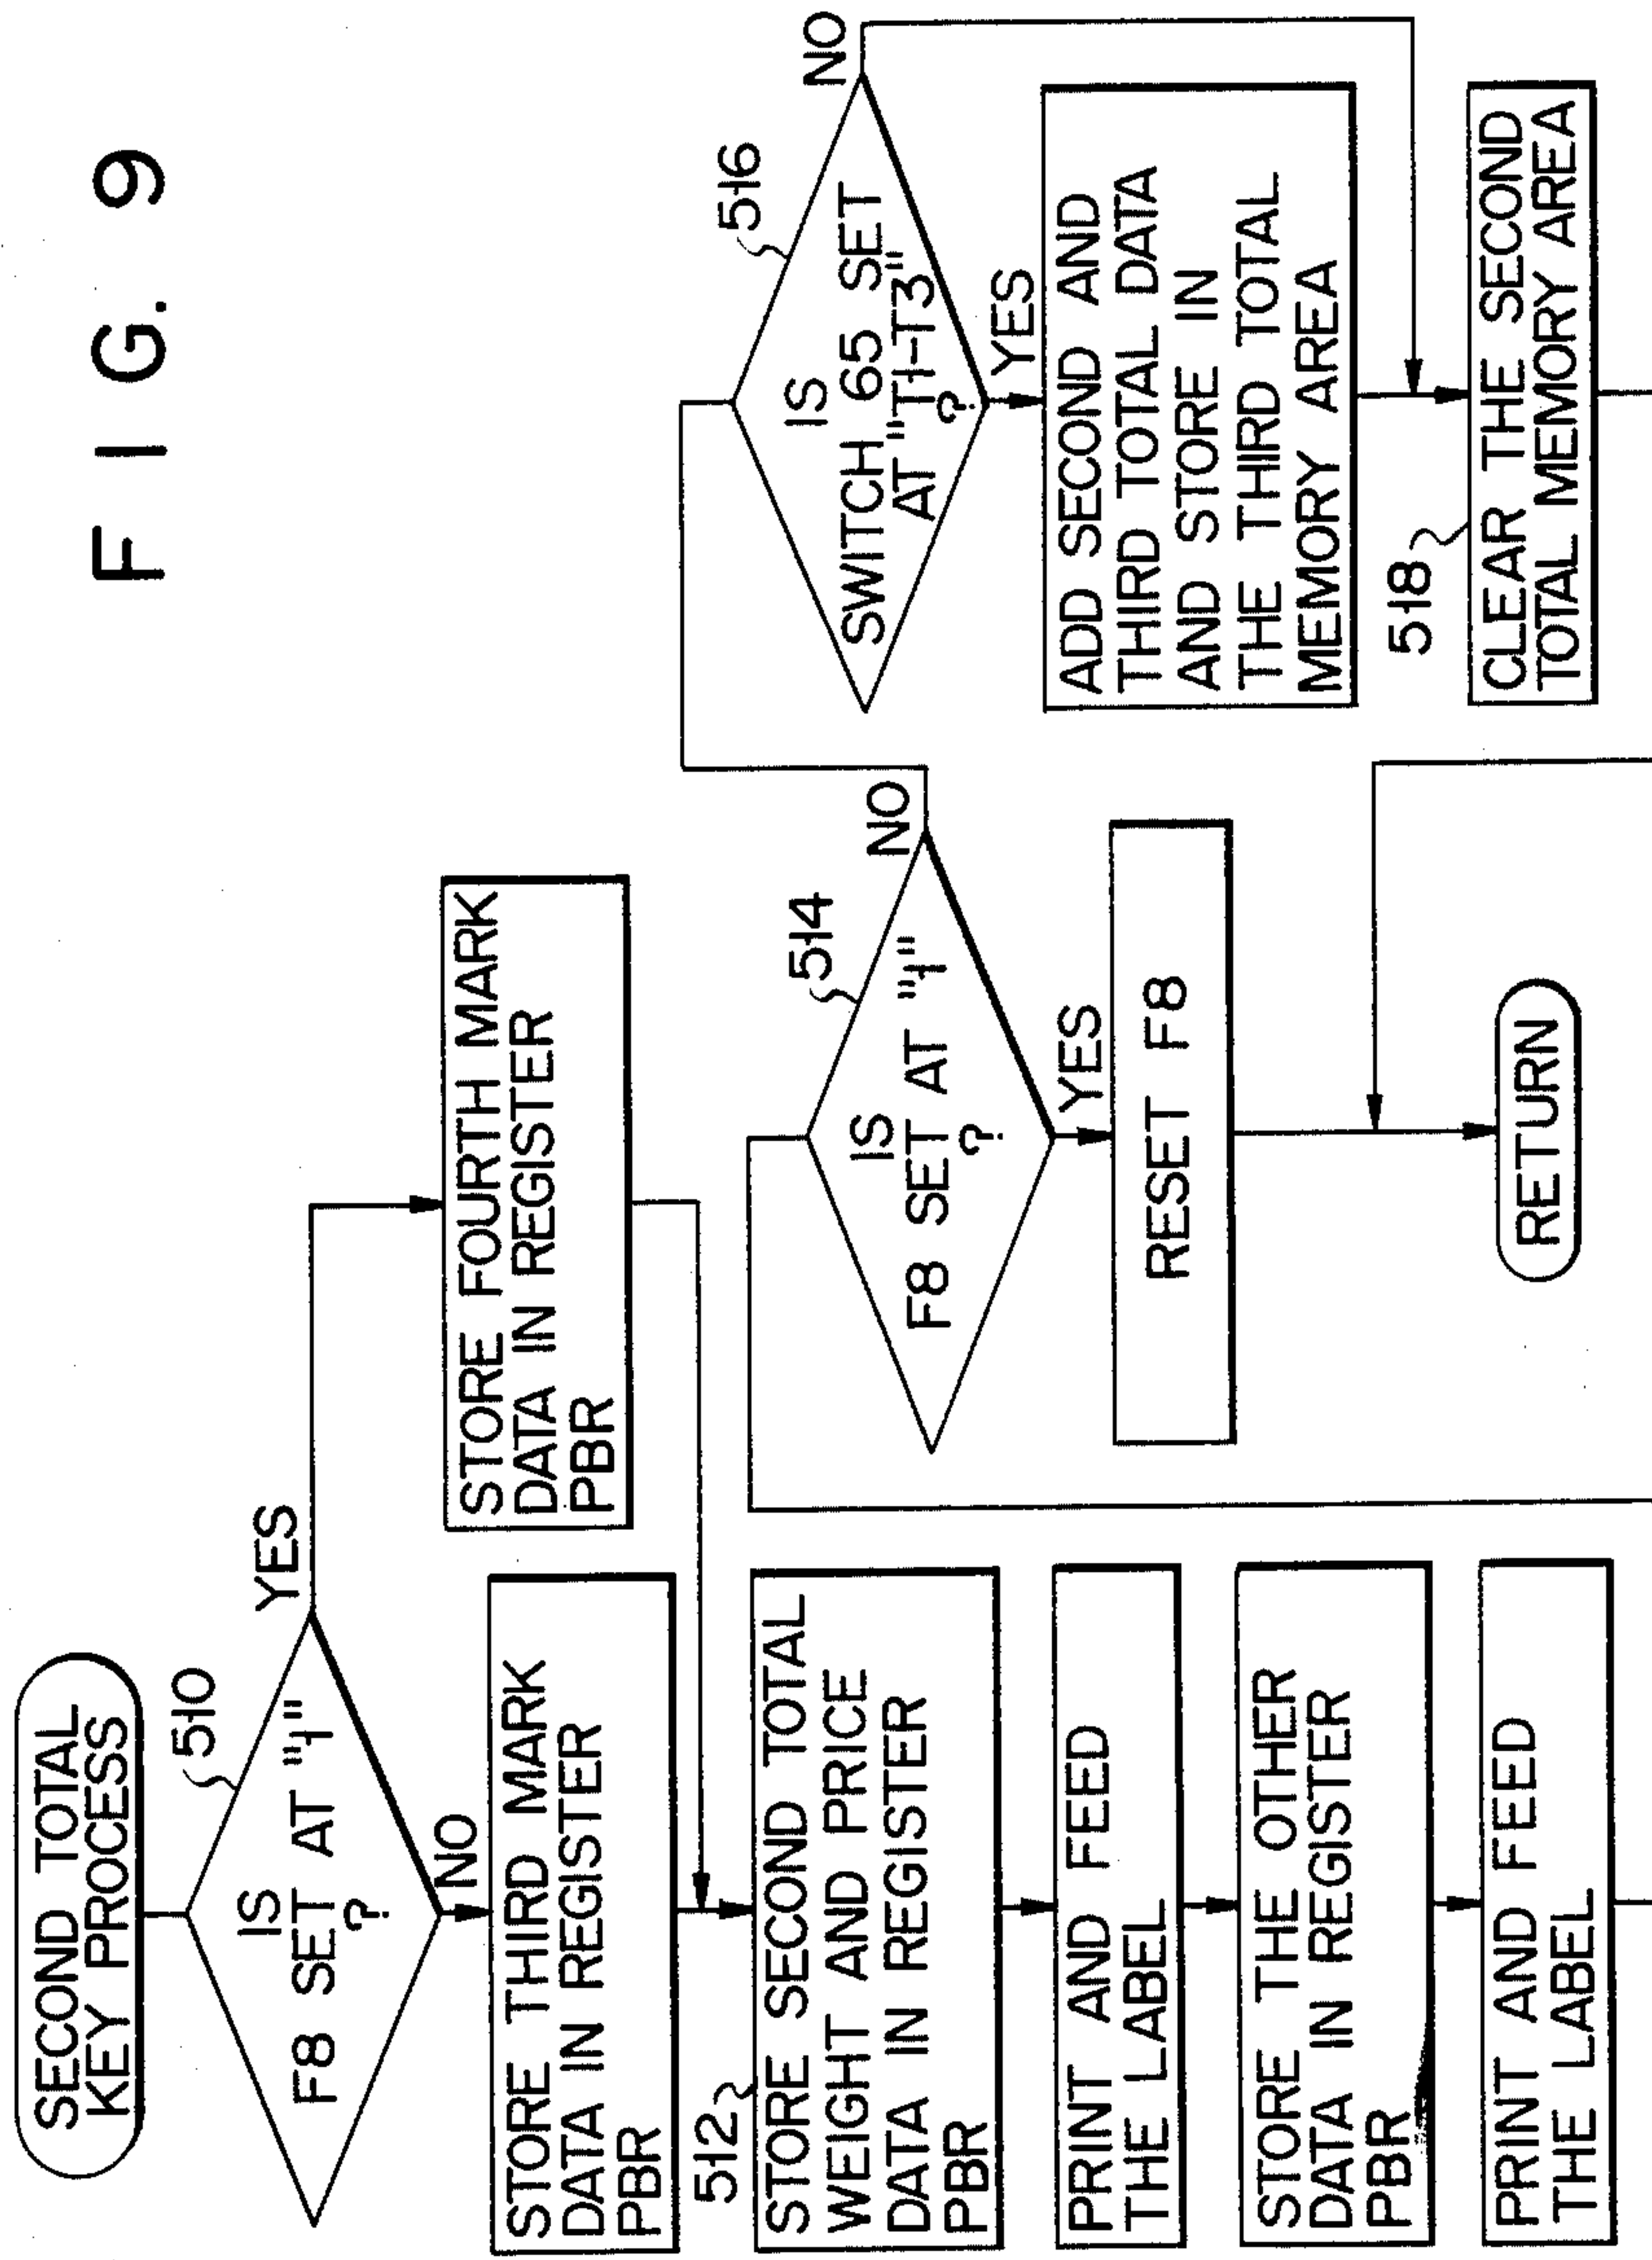 FIG. 9
SECOND TOTAL
KEY PROCESS
510
IS
F8 SET AT "1"
?
YES
NO
STORE THIRD MARK
DATA IN REGISTER
PBR
STORE FOURTH MARK
DATA IN REGISTER
PBR
512
STORE SECOND TOTAL
WEIGHT AND PRICE
DATA IN REGISTER
PBR
PRINT AND FEED
THE LABEL
STORE THE OTHER
DATA IN REGISTER
PBR
PRINT AND FEED
THE LABEL
514
IS
F8 SET AT "1"
?
NO
YES
RESET F8
RETURN
516
IS
SWITCH 65 SET
AT "T1-T3"
?
NO
YES
ADD SECOND AND
THIRD TOTAL DATA
AND STORE IN
THE THIRD TOTAL
MEMORY AREA
518
CLEAR THE SECOND
TOTAL MEMORY AREA